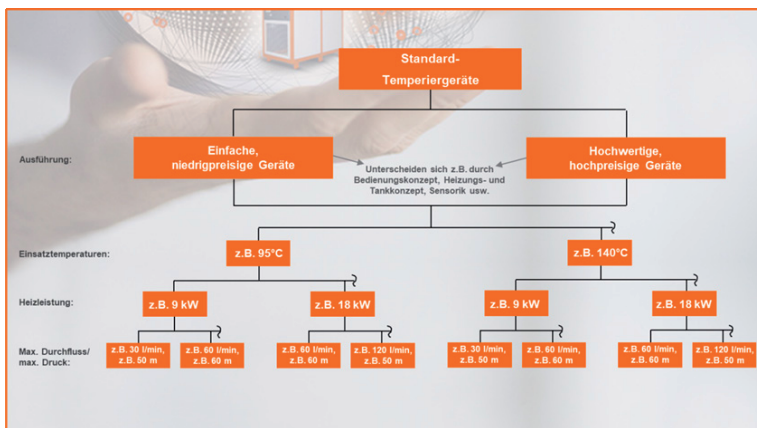 Standard-
Temperiergeräte
Ausführung:
Einfache,
niedrigpreisige Geräte
Unterscheiden sich z.B. durch
Bedienungskonzept, Heizungs- und
Tankkonzept, Sensorik usw.
Hochwertige,
hochpreisige Geräte
Einsatztemperaturen:
z.B. 95°C
z.B. 140°C
Heizleistung:
z.B. 9 kW
z.B. 18 kW
z.B. 9 kW
z.B. 18 kW
Max. Durchfluss/
max. Druck:
z.B. 30 l/min,
z.B. 50 m
z.B. 60 l/min,
z.B. 60 m
z.B. 60 l/min,
z.B. 60 m
z.B. 120 l/min,
z.B. 50 m
z.B. 30 l/min,
z.B. 50 m
z.B. 60 l/min,
z.B. 60 m
z.B. 60 l/min,
z.B. 60 m
z.B. 120 l/min,
z.B. 50 m